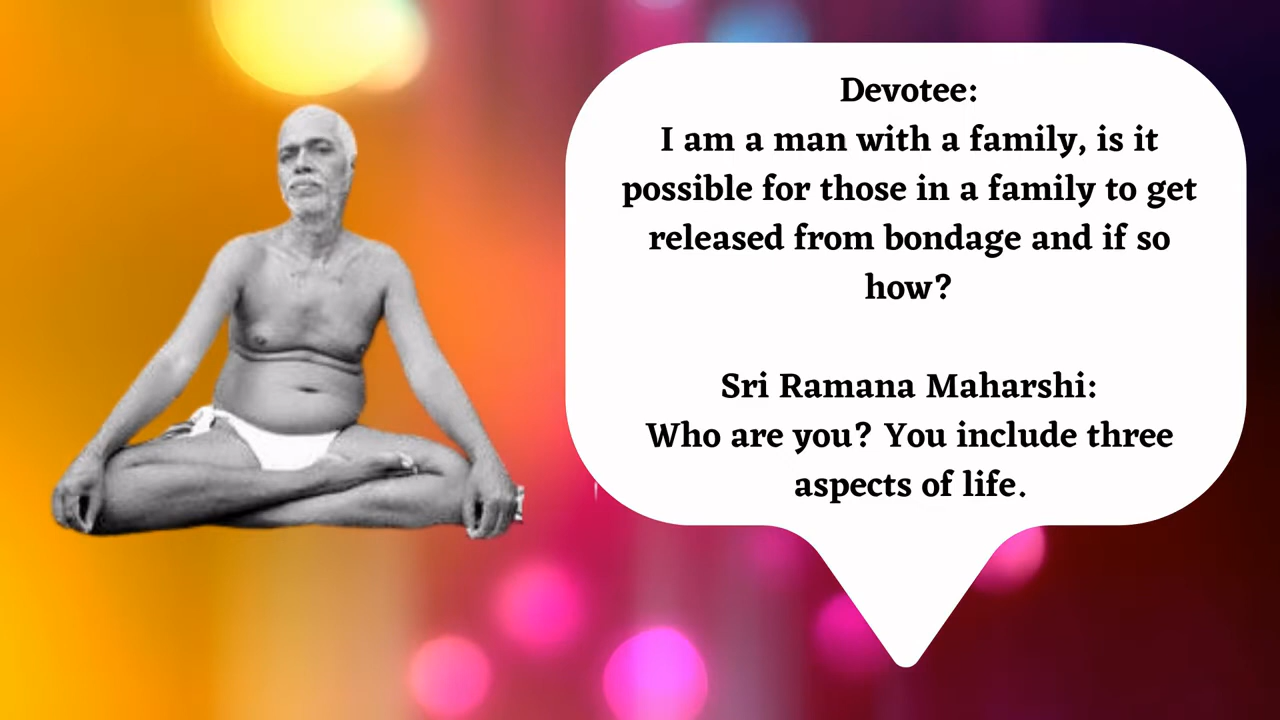 Devotee:
I am a man with a family, is it
possible for those in a family to get
released from bondage and if so
how?
Sri Ramana Maharshi:
Who are you? You include three
aspects of life.